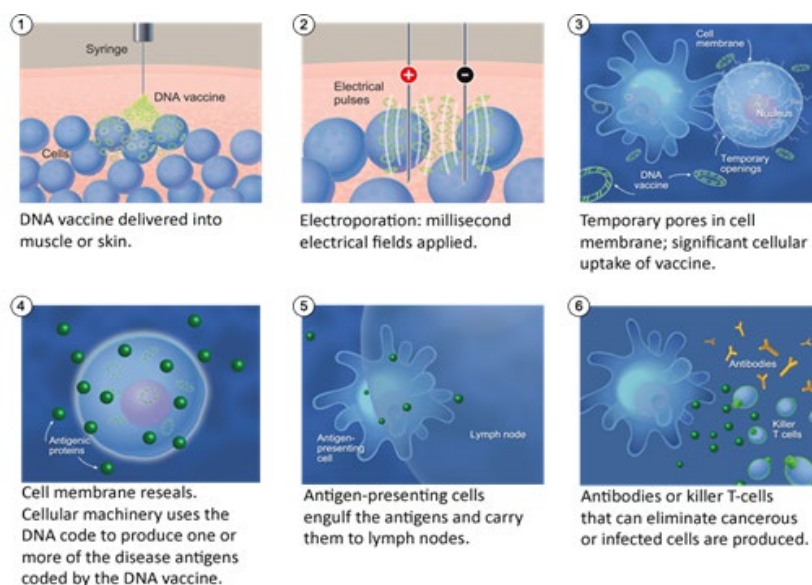 1
Syringe
DNA vaccine
Cells
DNA vaccine delivered into
muscle or skin.
2
Electrical
pulses
+
-
Electroporation: millisecond
electrical fields applied.
3
Cell
membrane
Nucleus
Temporary
openings
DNA
vaccine
Temporary pores in cell
membrane; significant cellular
uptake of vaccine.
4
Antigenic
proteins
Cell membrane reseals.
Cellular machinery uses the
DNA code to produce one or
more of the disease antigens
coded by the DNA vaccine.
5
Antigen-
presenting
cell
Lymph node
Antigen-presenting cells
engulf the antigens and carry
them to lymph nodes.
6
Antibodies
Killer
T cells
Antibodies or killer T-cells
that can eliminate cancerous
or infected cells are produced.